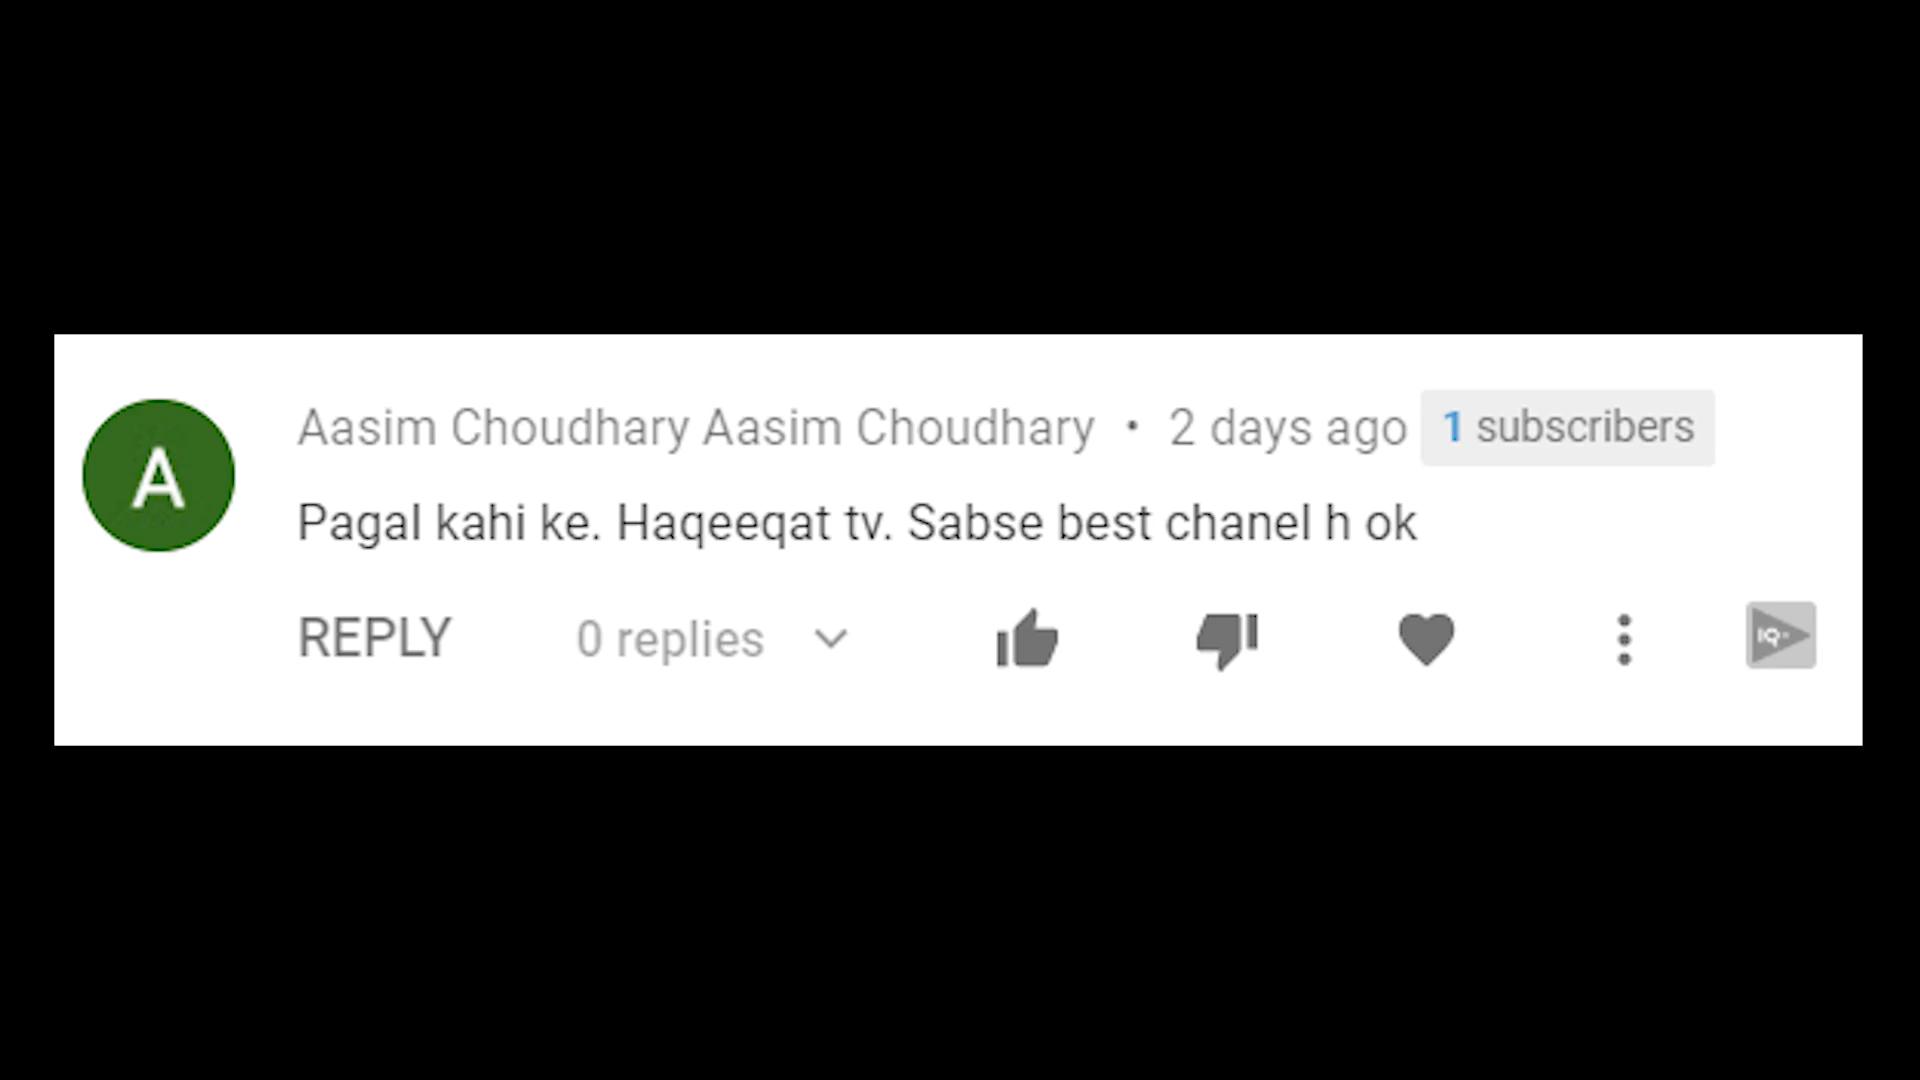 A
Aasim Choudhary Aasim Choudhary • 2 days ago 1 subscribers
Pagal kahi ke. Haqeeqat tv. Sabse best chanel h ok
REPLY 0 replies IQ